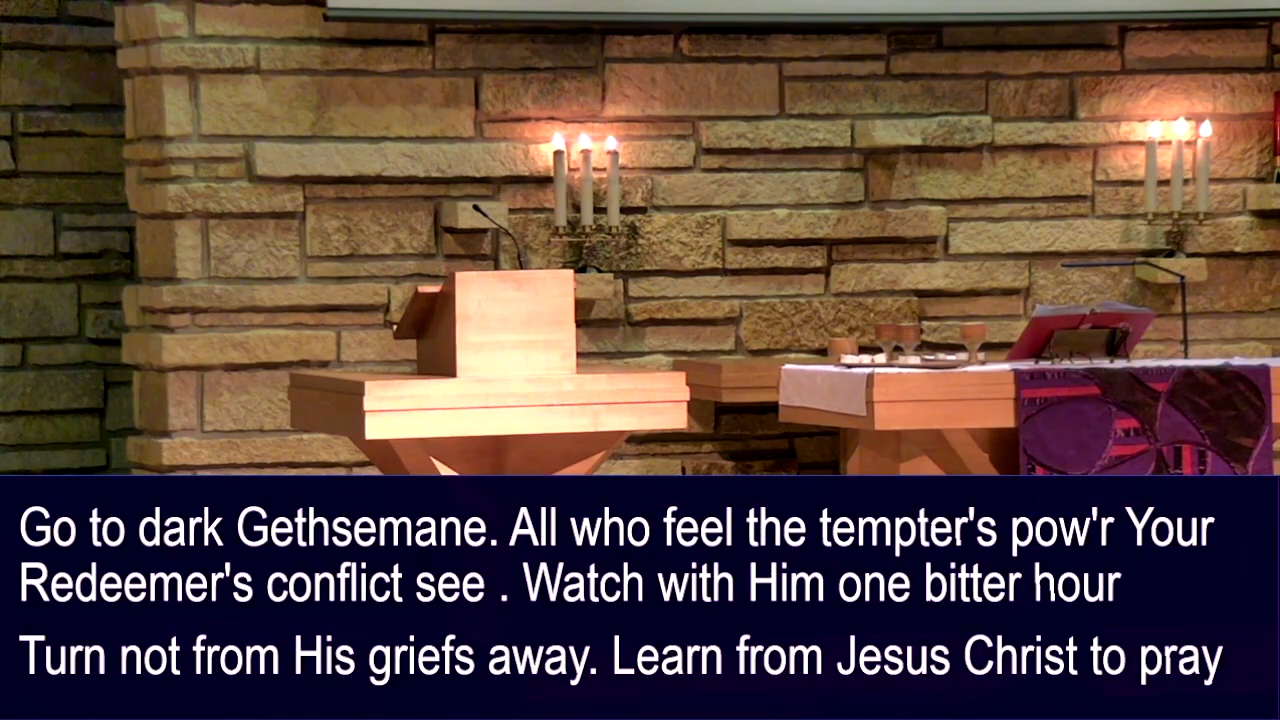 Go to dark Gethsemane. All who feel the tempter's pow'r Your
Redeemer's conflict see . Watch with Him one bitter hour
Turn not from His griefs away. Learn from Jesus Christ to pray